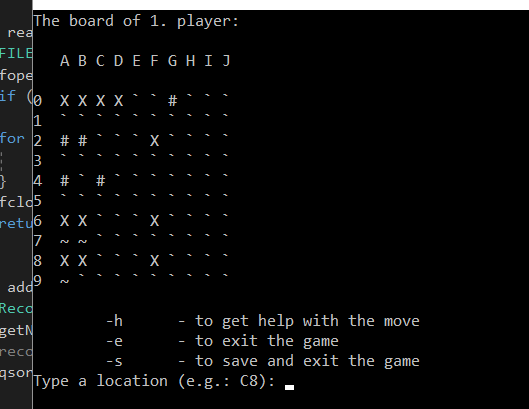 The board of 1. player:
A B C D E F G H I J
0 X X X X ` ` # ` ` `
1 ` ` ` ` ` ` ` ` ` `
2 # # ` ` ` X ` ` ` `
3 ` ` ` ` ` ` ` ` ` `
4 # ` # ` ` ` ` ` ` `
5 ` ` ` ` ` ` ` ` ` `
6 X X ` ` ` X ` ` ` `
7 ~ ~ ` ` ` ` ` ` ` `
8 X X ` ` ` X ` ` ` `
9 ~ ` ` ` ` ` ` ` ` `
-h - to get help with the move
-e - to exit the game
-s - to save and exit the game
Type a location (e.g.: C8):
rea
FILE
fope
if (
for
}
fclo
retu
add
Reco
getN
reco
qsor